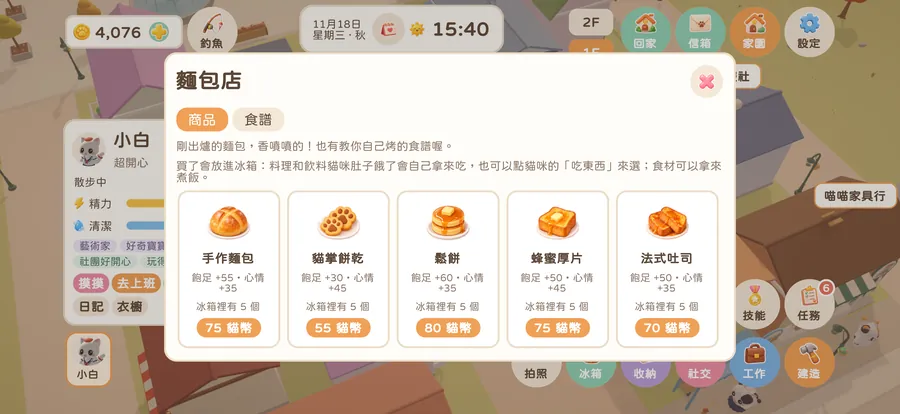 4,076
釣魚
11月18日
星期三・秋
15:40
2F
1F
回家
信箱
家園
設定
麵包店
商品
食譜
剛出爐的麵包，香噴噴的！也有教你自己烤的食譜喔。
買了會放進冰箱：料理和飲料貓咪肚子餓了會自己拿來吃，也可以點貓咪的「吃東西」來選；食材可以拿來
煮飯。
手作麵包
飽足 +55・心情
+35
冰箱裡有 5 個
75 貓幣
貓掌餅乾
飽足 +30・心情
+45
冰箱裡有 5 個
55 貓幣
鬆餅
飽足 +60・心情
+35
冰箱裡有 5 個
80 貓幣
蜂蜜厚片
飽足 +50・心情
+45
冰箱裡有 5 個
75 貓幣
法式吐司
飽足 +50・心情
+35
冰箱裡有 5 個
70 貓幣
小白
超開心
散步中
精力
清潔
藝術家
好奇寶寶
社團好開心
玩得
摸摸
去上班
日記
衣櫥
小白
社
喵喵家具行
技能
任務
6
拍照
冰箱
收納
社交
工作
建造